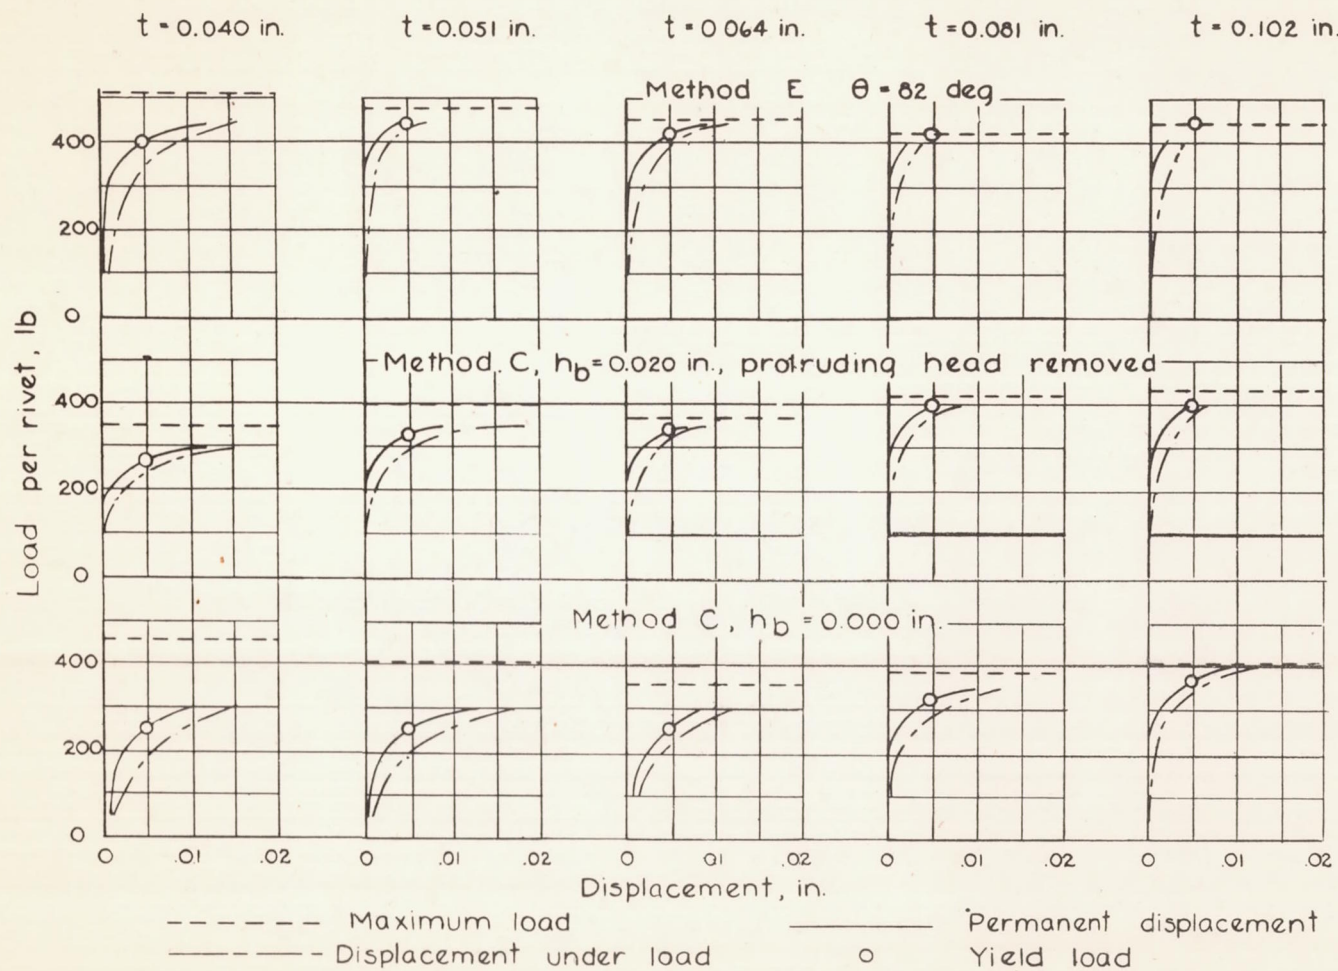 t = 0.040 in. t = 0.051 in. t = 0 064 in. t = 0.081 in. t = 0.102 in.
Method E θ = 82 deg
400
200
0
Method C, hb = 0.020 in., protruding head removed
400
200
0
Method C, hb = 0.000 in.
400
200
0
Load per rivet, lb
0 .01 .02 0 .01 .02 0 .01 .02 0 .01 .02 0 .01 .02
Displacement, in.
Maximum load Permanent displacement
Displacement under load Yield load